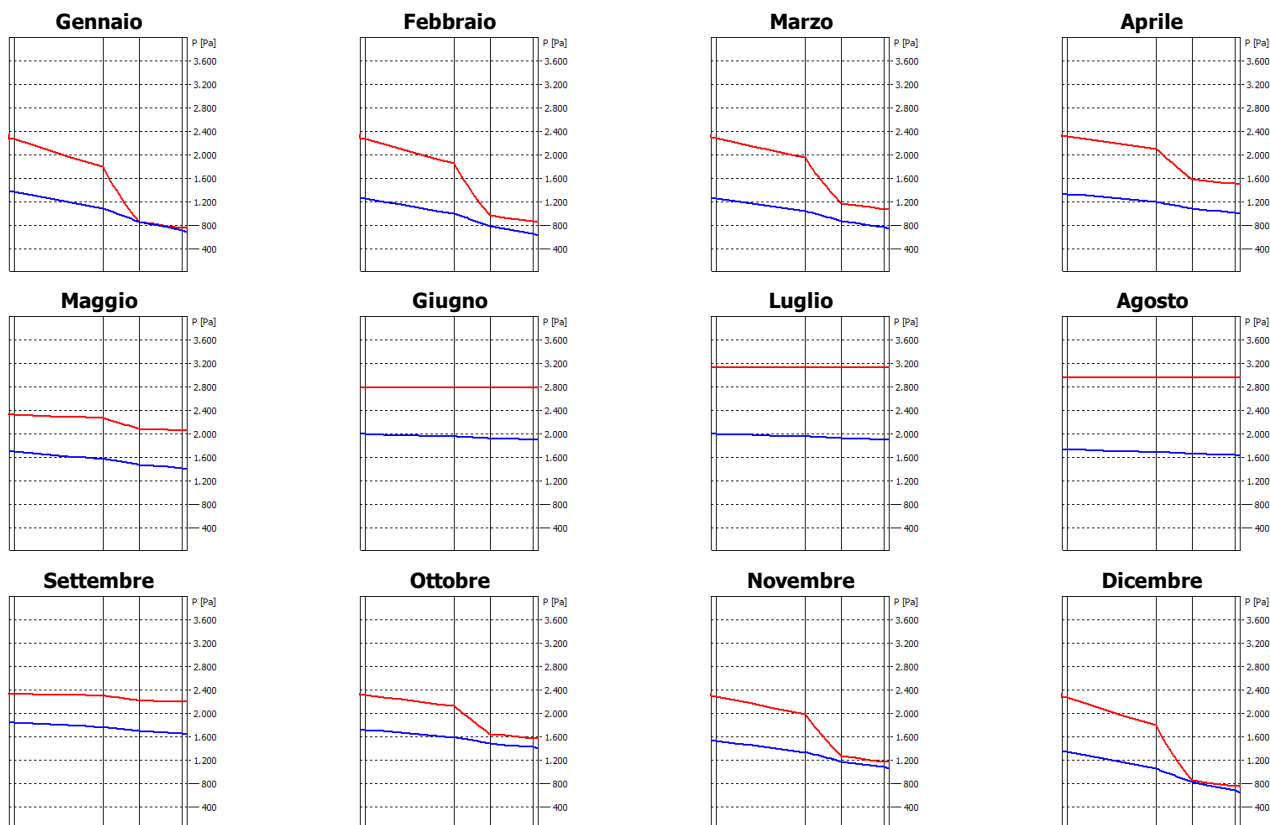 Gennaio Febbraio Marzo Aprile
P [Pa] P [Pa] P [Pa] P [Pa]
3.600 3.600 3.600 3.600
3.200 3.200 3.200 3.200
2.800 2.800 2.800 2.800
2.400 2.400 2.400 2.400
2.000 2.000 2.000 2.000
1.600 1.600 1.600 1.600
1.200 1.200 1.200 1.200
800 800 800 800
400 400 400 400
Maggio Giugno Luglio Agosto
P [Pa] P [Pa] P [Pa] P [Pa]
3.600 3.600 3.600 3.600
3.200 3.200 3.200 3.200
2.800 2.800 2.800 2.800
2.400 2.400 2.400 2.400
2.000 2.000 2.000 2.000
1.600 1.600 1.600 1.600
1.200 1.200 1.200 1.200
800 800 800 800
400 400 400 400
Settembre Ottobre Novembre Dicembre
P [Pa] P [Pa] P [Pa] P [Pa]
3.600 3.600 3.600 3.600
3.200 3.200 3.200 3.200
2.800 2.800 2.800 2.800
2.400 2.400 2.400 2.400
2.000 2.000 2.000 2.000
1.600 1.600 1.600 1.600
1.200 1.200 1.200 1.200
800 800 800 800
400 400 400 400